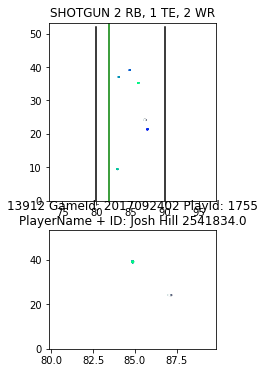 SHOTGUN 2 RB, 1 TE, 2 WR
50
40
30
20
10
0
75 80 85 90 95
13912 GameId: 2017092402 PlayId: 1755
PlayerName + ID: Josh Hill 2541834.0
40
20
0
80.0 82.5 85.0 87.5